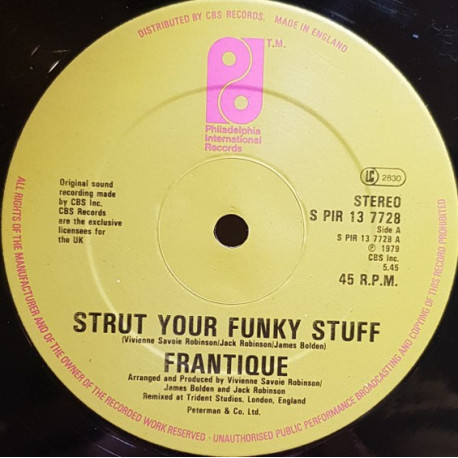 DISTRIBUTED BY CBS RECORDS. MADE IN ENGLAND
T.M.
Philadelphia
International
Records
LC 2830
Original sound
recording made
by CBS Inc.
CBS Records
are the exclusive
licensees for
the UK
STEREO
S PIR 13 7728
Side A
S PIR 13 7728 A
℗ 1979
CBS Inc.
5.45
45 R.P.M.
STRUT YOUR FUNKY STUFF
(Vivienne Savoie Robinson/Jack Robinson/James Bolden)
FRANTIQUE
Arranged and Produced by Vivienne Savoie Robinson/
James Bolden and Jack Robinson
Remixed at Trident Studios, London, England
Peterman & Co. Ltd.
ALL RIGHTS OF THE MANUFACTURER AND OF THE OWNER OF THE RECORDED WORK RESERVED · UNAUTHORISED PUBLIC PERFORMANCE BROADCASTING AND COPYING OF THIS RECORD PROHIBITED